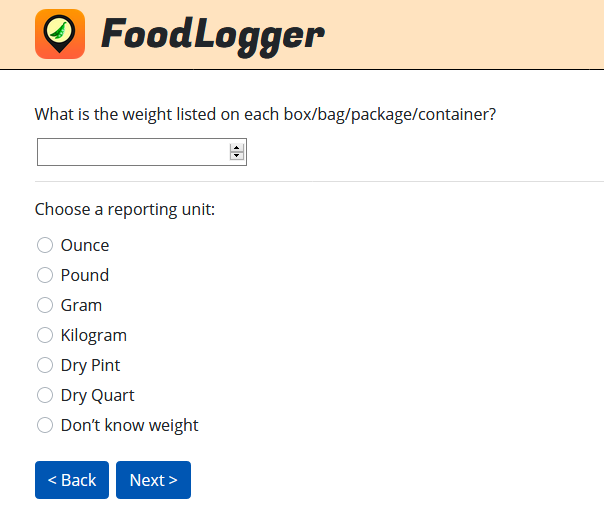 FoodLogger
What is the weight listed on each box/bag/package/container?
Choose a reporting unit:
Ounce
Pound
Gram
Kilogram
Dry Pint
Dry Quart
Don't know weight
< Back
Next >